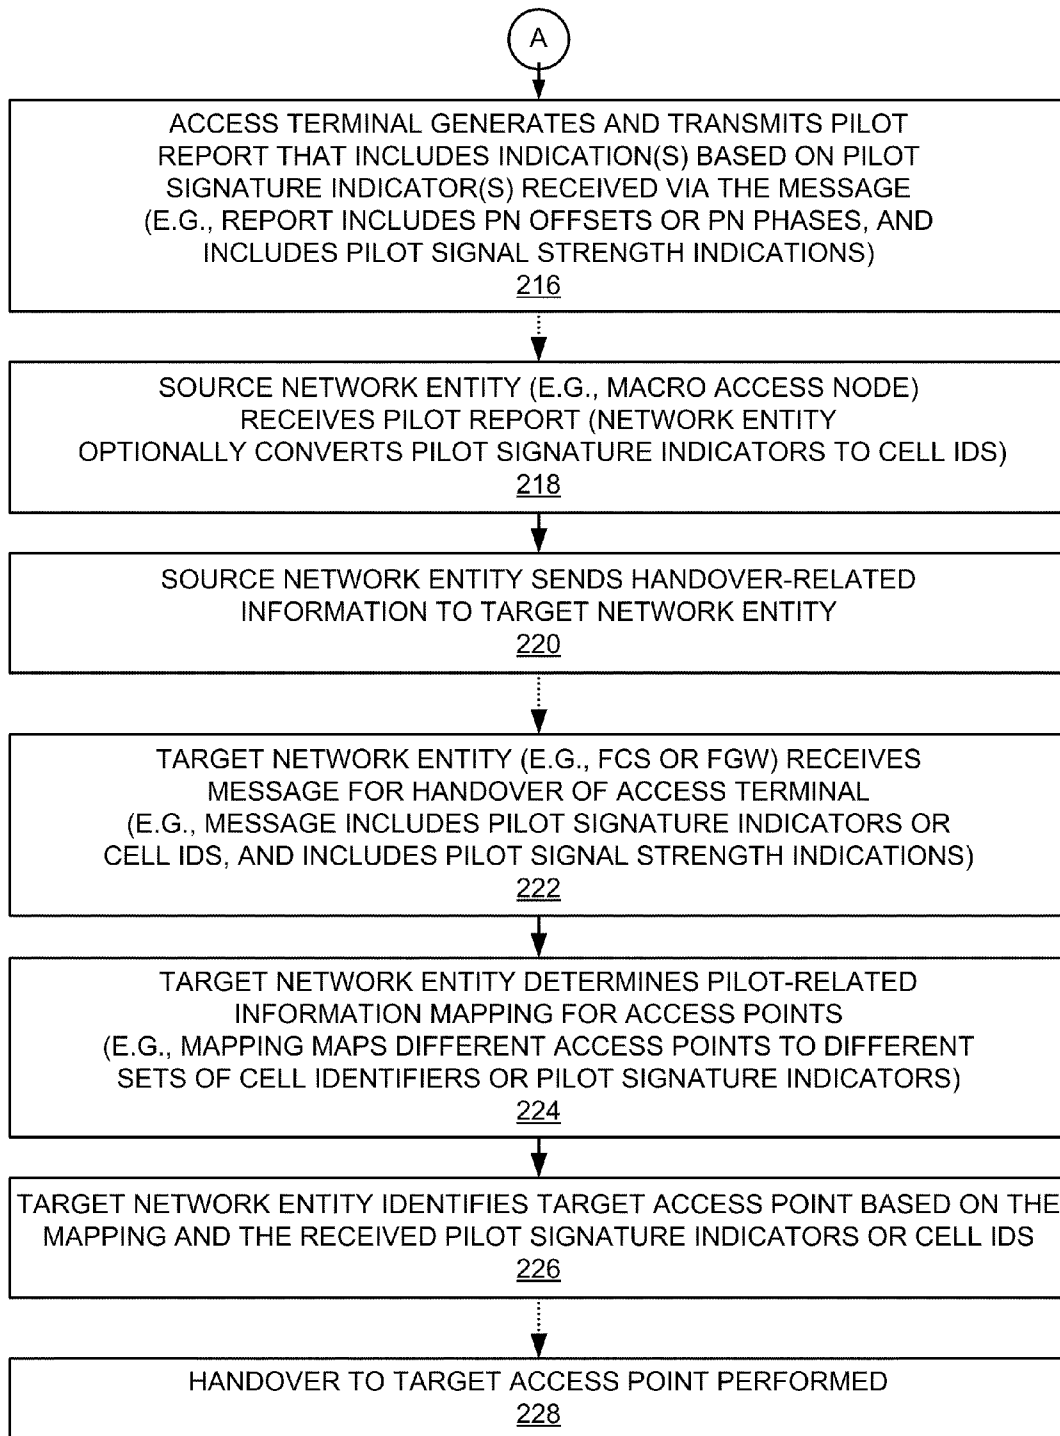 A
ACCESS TERMINAL GENERATES AND TRANSMITS PILOT
REPORT THAT INCLUDES INDICATION(S) BASED ON PILOT
SIGNATURE INDICATOR(S) RECEIVED VIA THE MESSAGE
(E.G., REPORT INCLUDES PN OFFSETS OR PN PHASES, AND
INCLUDES PILOT SIGNAL STRENGTH INDICATIONS)
216
SOURCE NETWORK ENTITY (E.G., MACRO ACCESS NODE)
RECEIVES PILOT REPORT (NETWORK ENTITY
OPTIONALLY CONVERTS PILOT SIGNATURE INDICATORS TO CELL IDS)
218
SOURCE NETWORK ENTITY SENDS HANDOVER-RELATED
INFORMATION TO TARGET NETWORK ENTITY
220
TARGET NETWORK ENTITY (E.G., FCS OR FGW) RECEIVES
MESSAGE FOR HANDOVER OF ACCESS TERMINAL
(E.G., MESSAGE INCLUDES PILOT SIGNATURE INDICATORS OR
CELL IDS, AND INCLUDES PILOT SIGNAL STRENGTH INDICATIONS)
222
TARGET NETWORK ENTITY DETERMINES PILOT-RELATED
INFORMATION MAPPING FOR ACCESS POINTS
(E.G., MAPPING MAPS DIFFERENT ACCESS POINTS TO DIFFERENT
SETS OF CELL IDENTIFIERS OR PILOT SIGNATURE INDICATORS)
224
TARGET NETWORK ENTITY IDENTIFIES TARGET ACCESS POINT BASED ON THE
MAPPING AND THE RECEIVED PILOT SIGNATURE INDICATORS OR CELL IDS
226
HANDOVER TO TARGET ACCESS POINT PERFORMED
228